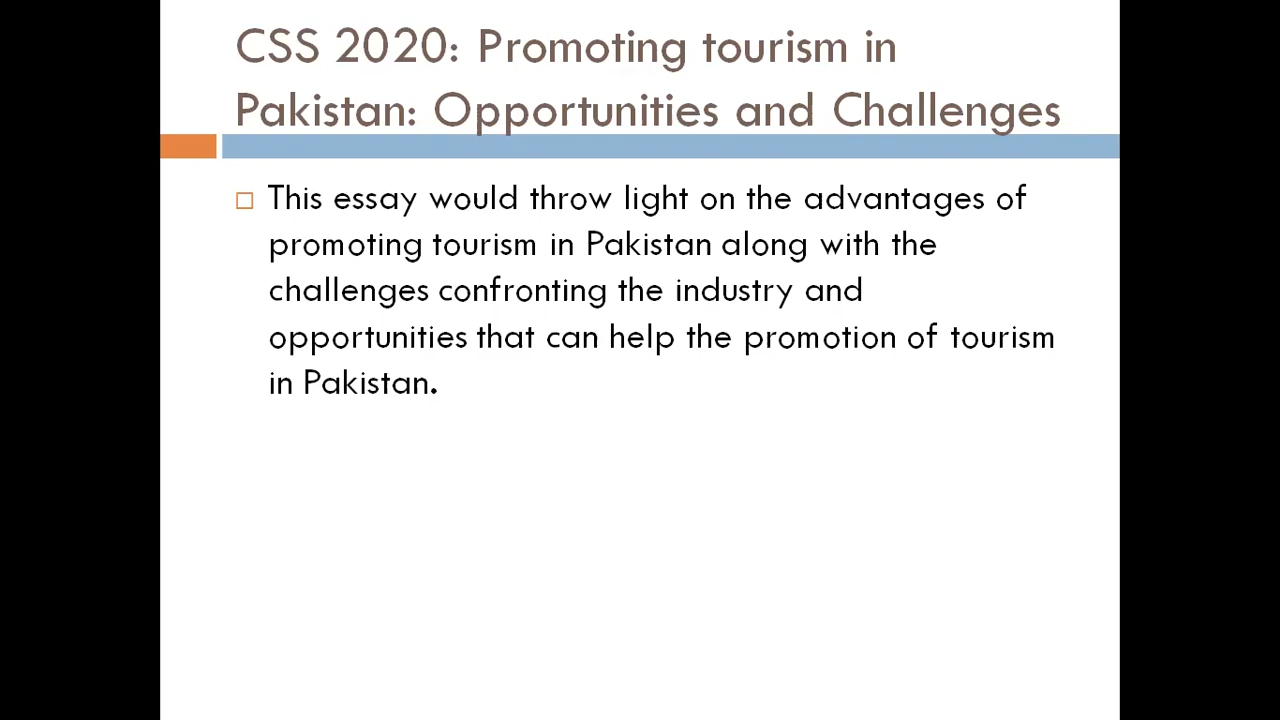 CSS 2020: Promoting tourism in
Pakistan: Opportunities and Challenges
This essay would throw light on the advantages of
promoting tourism in Pakistan along with the
challenges confronting the industry and
opportunities that can help the promotion of tourism
in Pakistan.